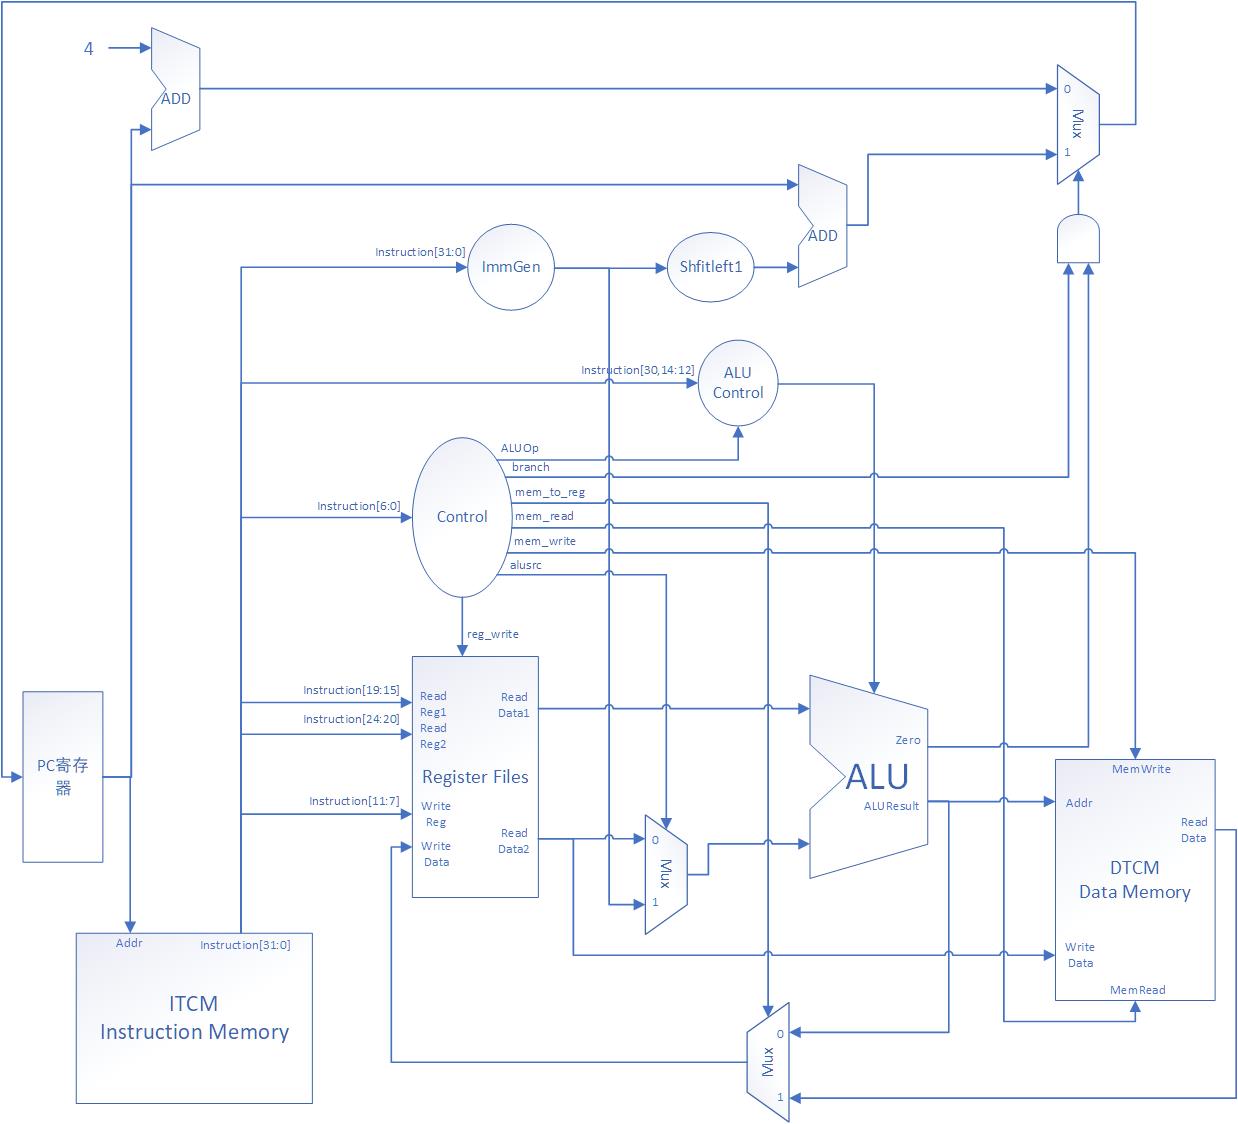 4
ADD
0
Mux
1
ADD
Instruction[31:0]
ImmGen
Shfitleft1
Instruction[30,14:12]
ALU
Control
ALUOp
branch
mem_to_reg
mem_read
mem_write
alusrc
Instruction[6:0]
Control
reg_write
Instruction[19:15]
Instruction[24:20]
Instruction[11:7]
Read
Reg1
Read
Reg2
Read
Data1
Register Files
Write
Reg
Write
Data
Read
Data2
PC寄存
器
0
Mux
1
Zero
ALU
ALUResult
MemWrite
Addr
Read
Data
DTCM
Data Memory
Write
Data
MemRead
Addr
Instruction[31:0]
ITCM
Instruction Memory
0
Mux
1